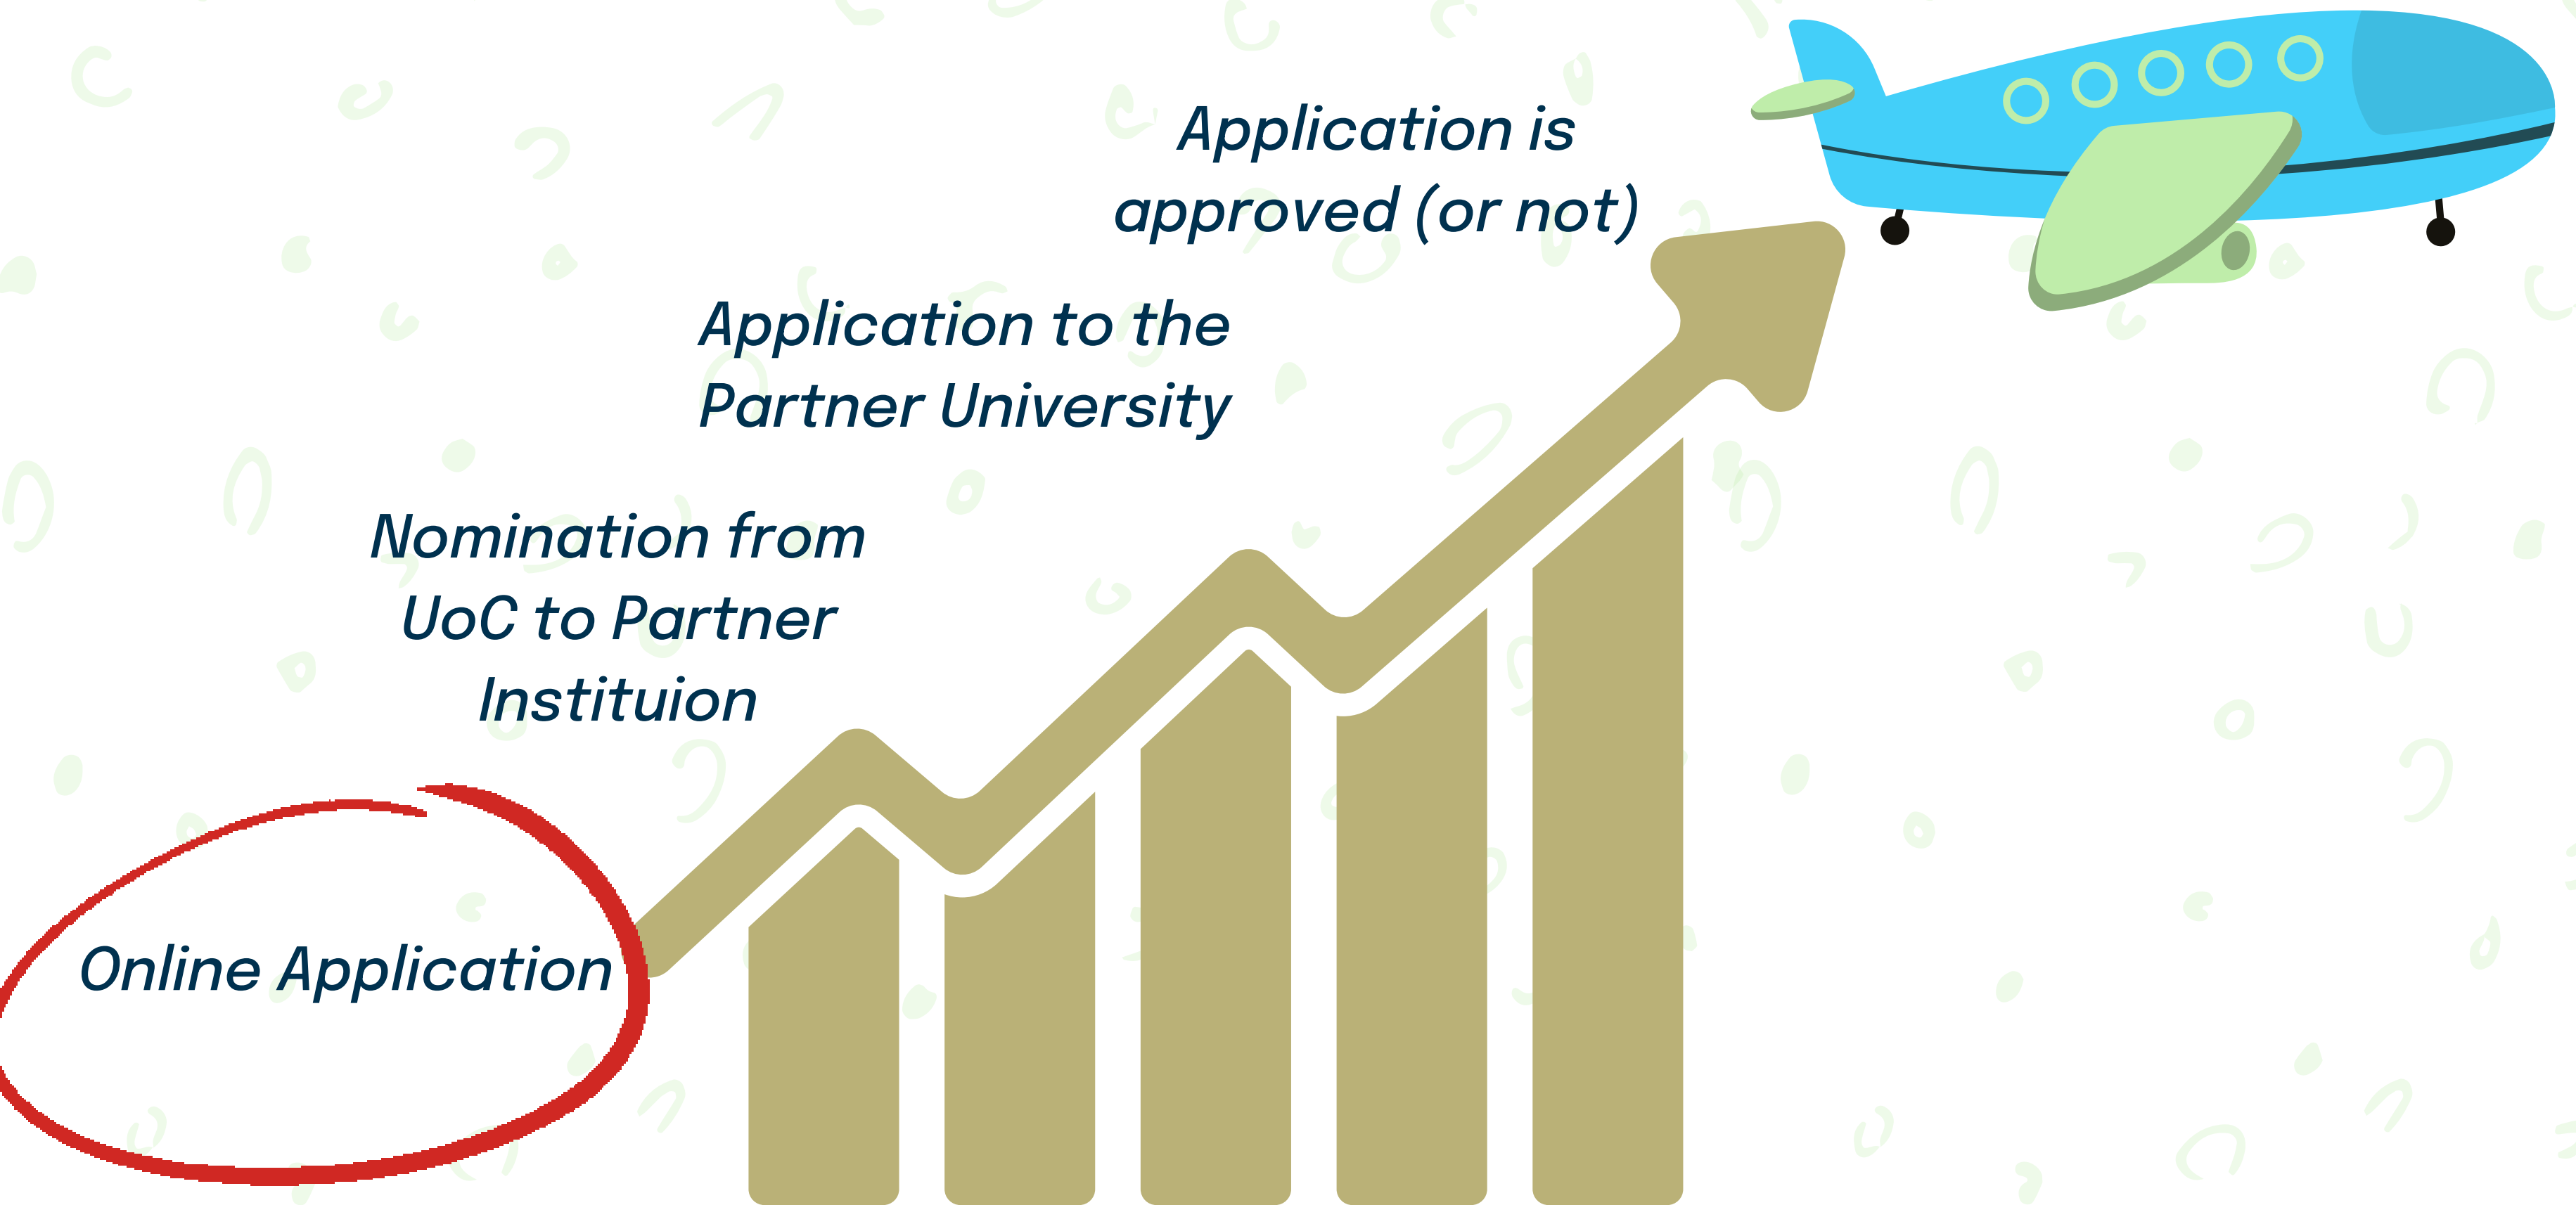 Application is
approved (or not)
Application to the
Partner University
Nomination from
UoC to Partner
Instituion
Online Application